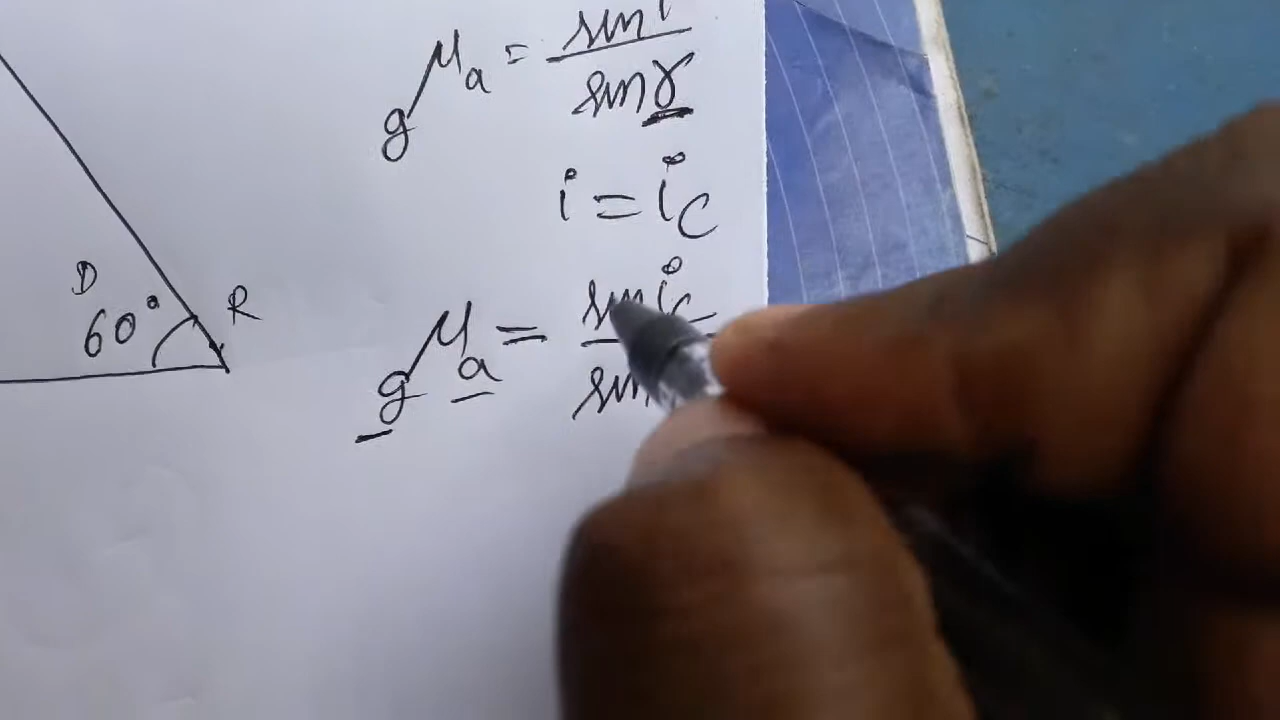 gμa = sin i
sin r
i = ic
D
60° R
gμa = sin ic
sin